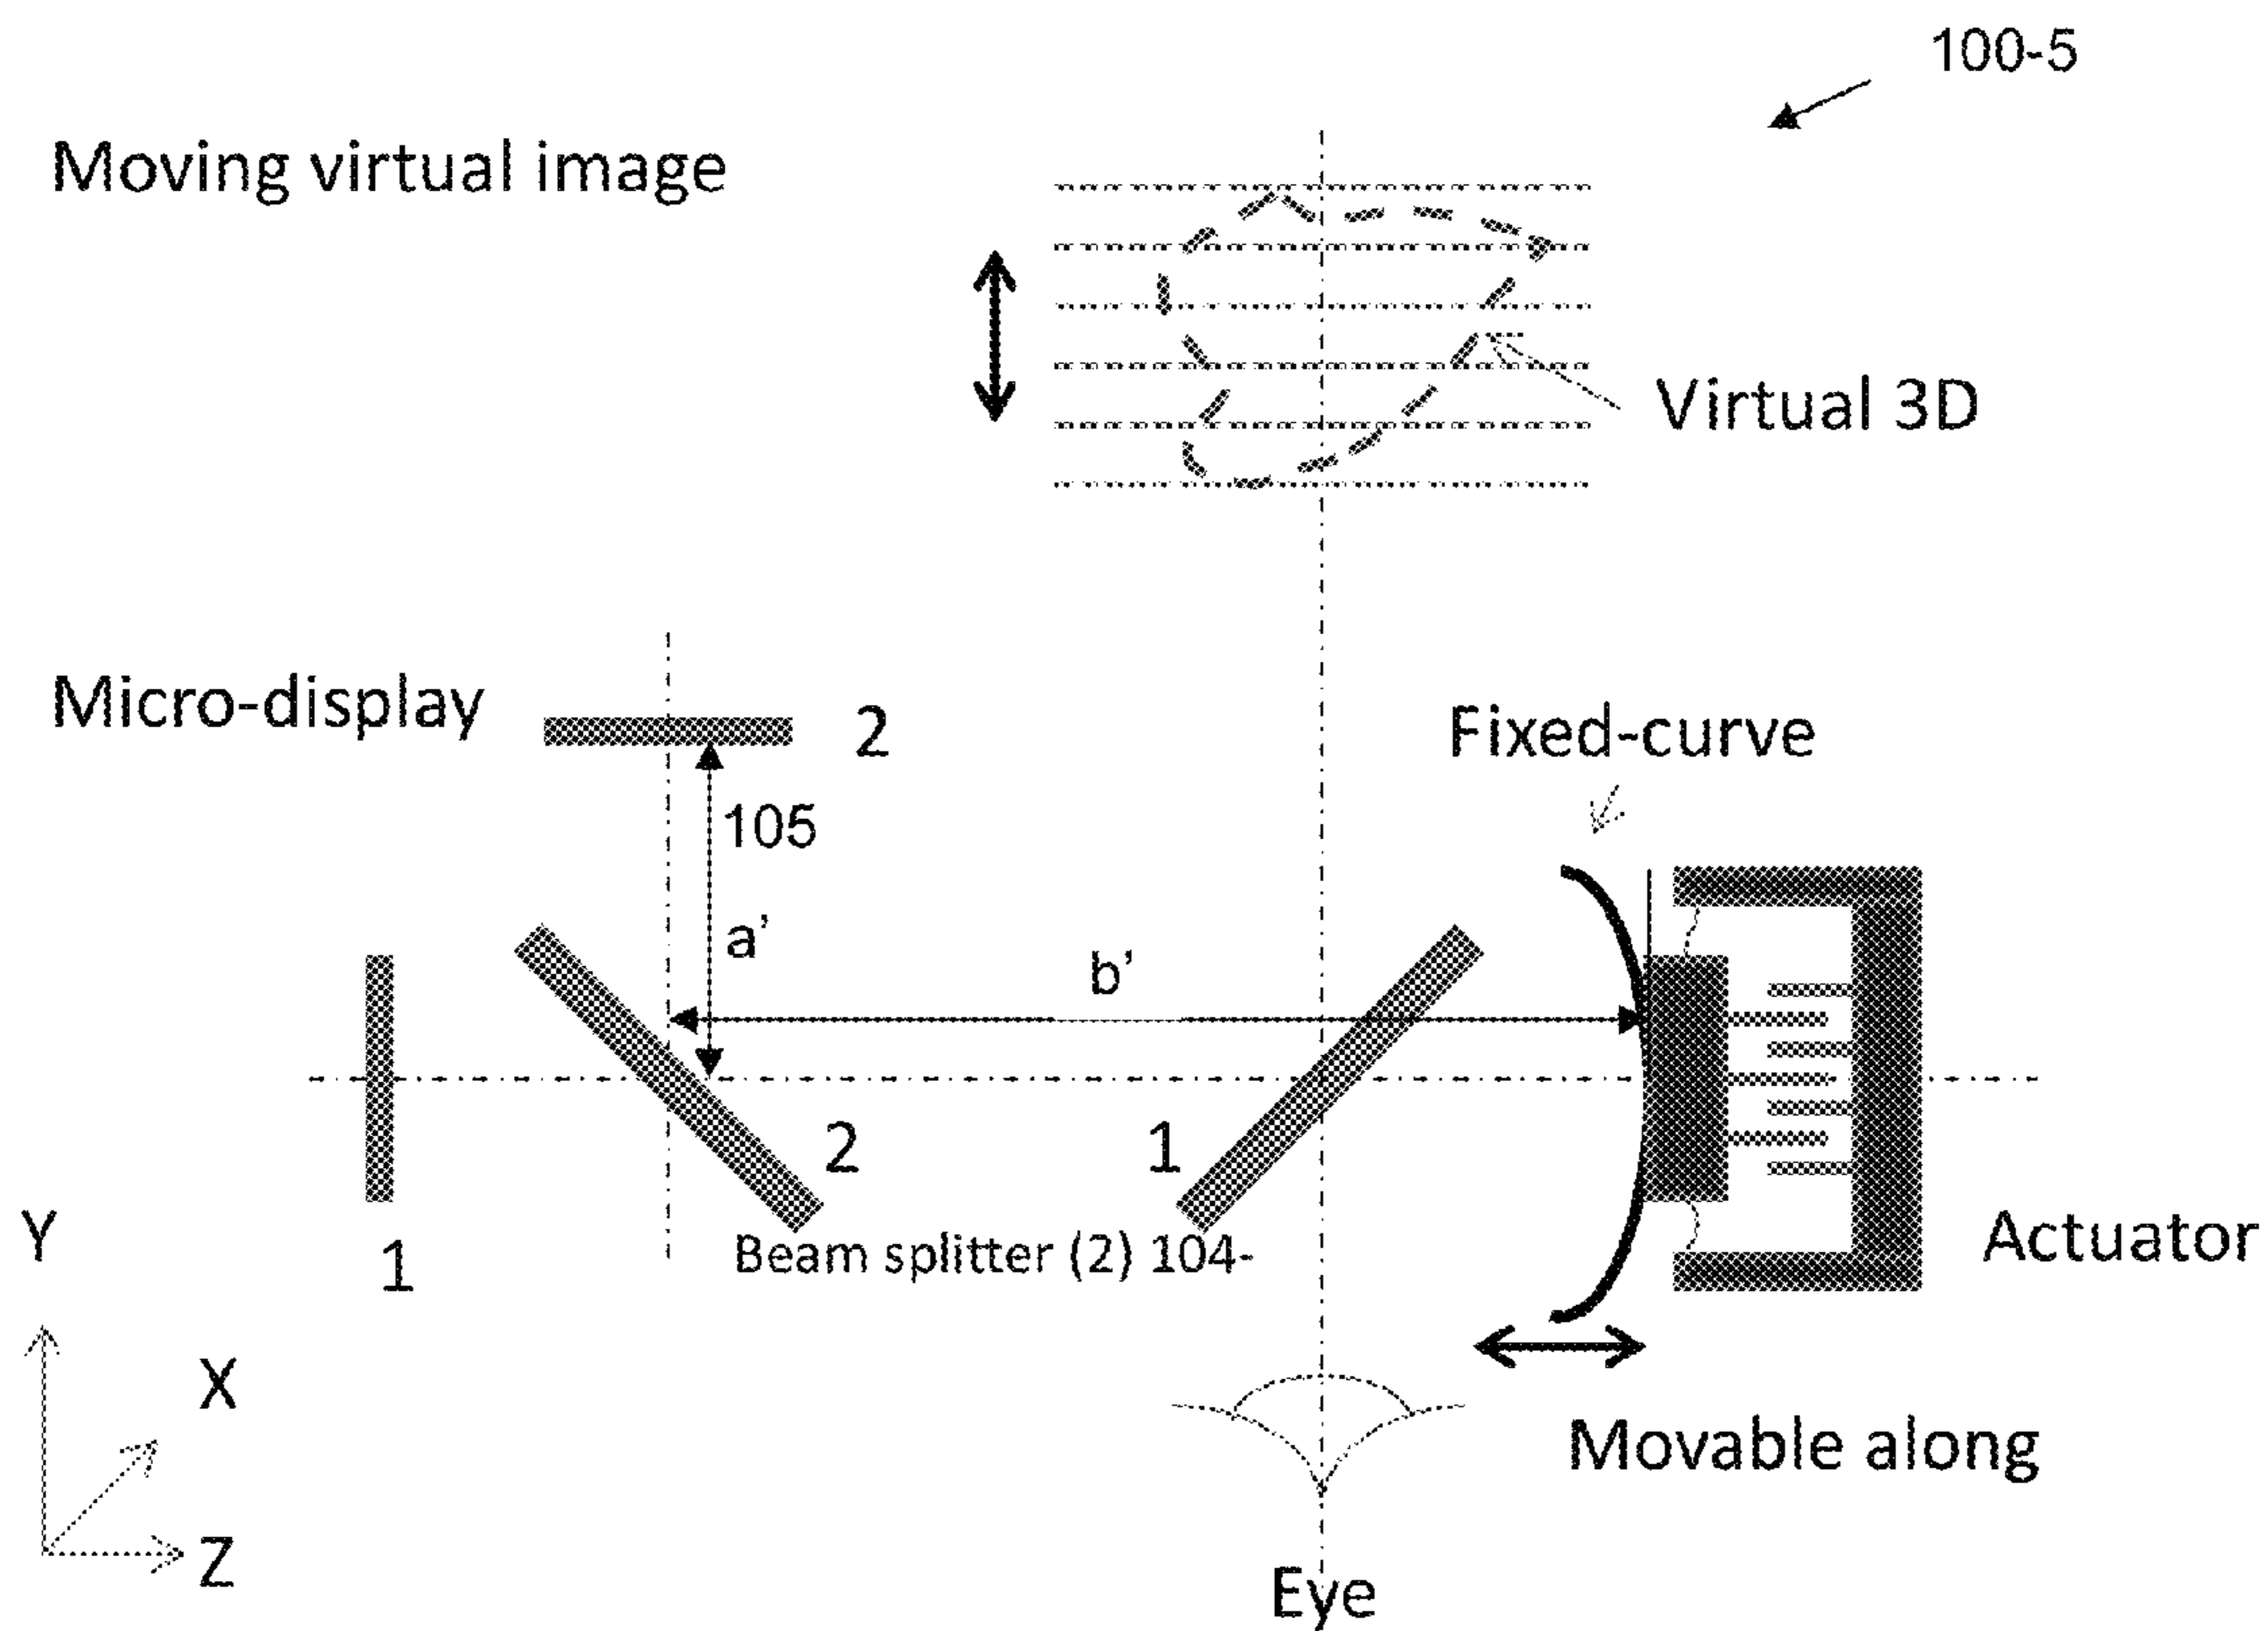 100-5
Moving virtual image
Virtual 3D
Micro-display
2
Fixed-curve
105
a’
b’
2
1
Beam splitter (2) 104-
1
Actuator
Y
X
Z
Movable along
Eye